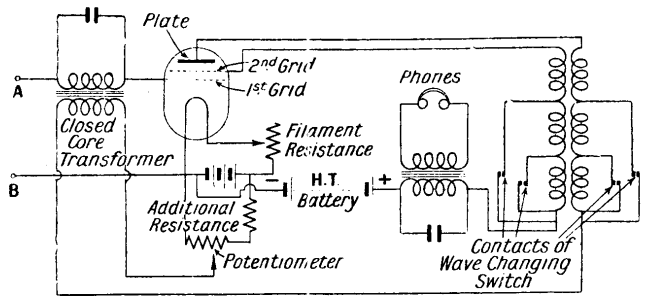 Plate
2nd Grid
1st Grid
Phones
A
Closed
Core
Transformer
Filament
Resistance
B
− H.T. +
Battery
Additional
Resistance
Potentiometer
Contacts of
Wave Changing
Switch